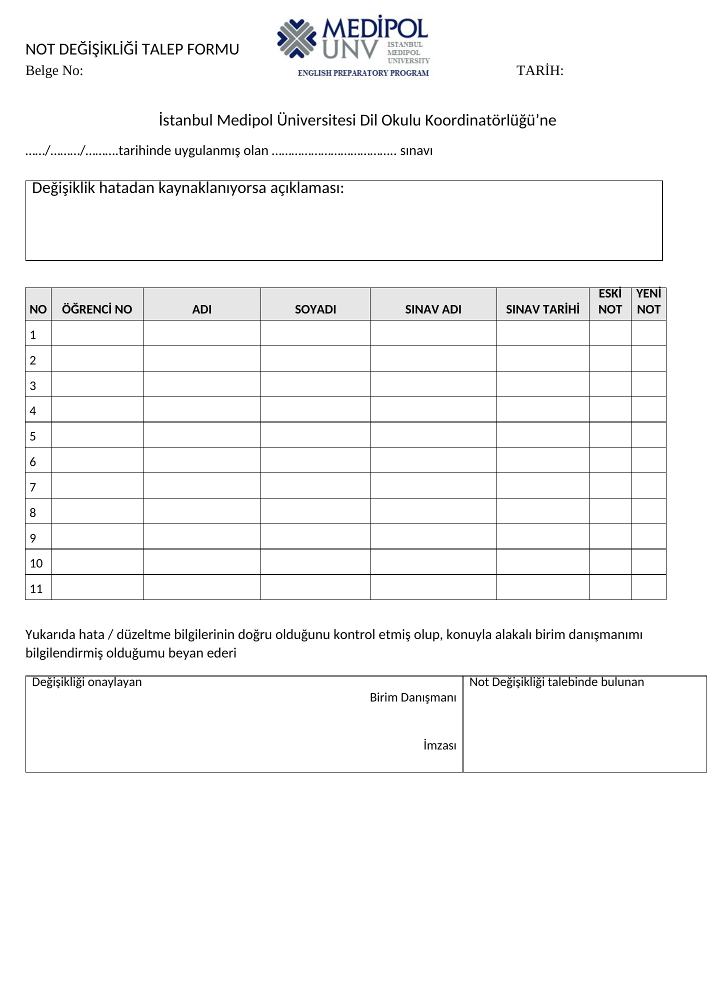 MEDİPOL
UNV ISTANBUL
MEDIPOL
UNIVERSITY
NOT DEĞİŞİKLİĞİ TALEP FORMU
Belge No:
ENGLISH PREPARATORY PROGRAM
TARİH:
İstanbul Medipol Üniversitesi Dil Okulu Koordinatörlüğü’ne
……/………/……….tarihinde uygulanmış olan ……………………………….. sınavı
Değişiklik hatadan kaynaklanıyorsa açıklaması:
NO ÖĞRENCİ NO ADI SOYADI SINAV ADI SINAV TARİHİ ESKİ NOT YENİ NOT
1
2
3
4
5
6
7
8
9
10
11
Yukarıda hata / düzeltme bilgilerinin doğru olduğunu kontrol etmiş olup, konuyla alakalı birim danışmanımı
bilgilendirmiş olduğumu beyan ederi
Değişikliği onaylayan
Birim Danışmanı
İmzası
Not Değişikliği talebinde bulunan